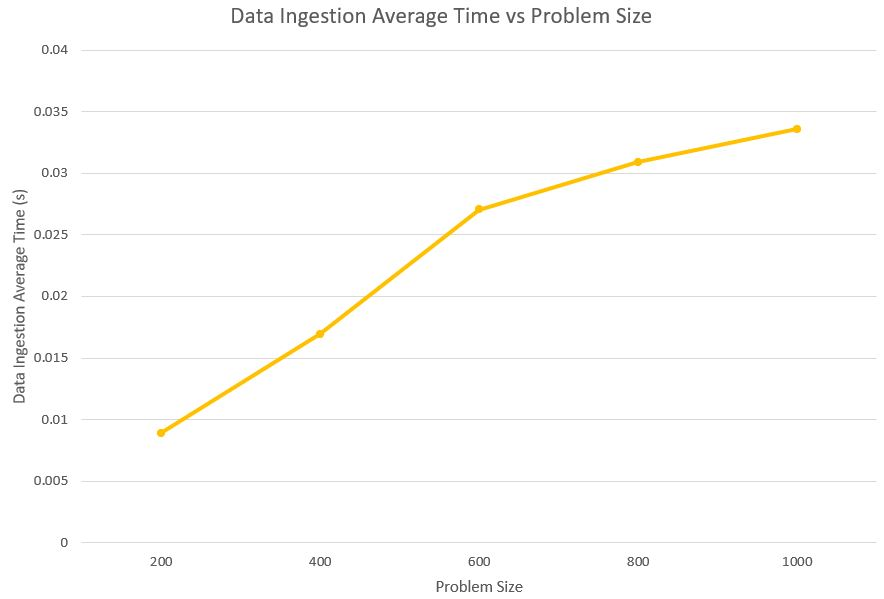 Data Ingestion Average Time vs Problem Size
0.04
0.035
0.03
0.025
0.02
0.015
0.01
0.005
0
Data Ingestion Average Time (s)
200 400 600 800 1000
Problem Size